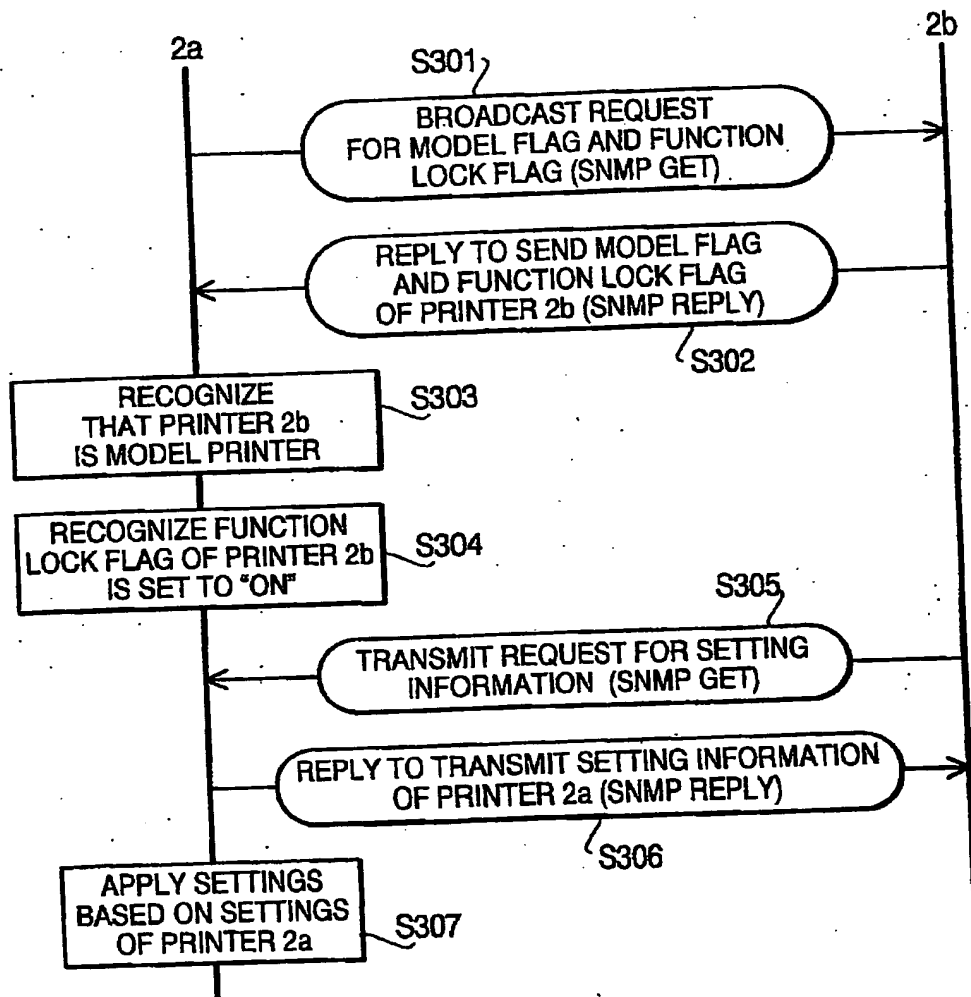 2a
2b
S301
BROADCAST REQUEST
FOR MODEL FLAG AND FUNCTION
LOCK FLAG (SNMP GET)
REPLY TO SEND MODEL FLAG
AND FUNCTION LOCK FLAG
OF PRINTER 2b (SNMP REPLY)
S302
RECOGNIZE
THAT PRINTER 2b
IS MODEL PRINTER
S303
RECOGNIZE FUNCTION
LOCK FLAG OF PRINTER 2b
IS SET TO "ON"
S304
S305
TRANSMIT REQUEST FOR SETTING
INFORMATION (SNMP GET)
REPLY TO TRANSMIT SETTING INFORMATION
OF PRINTER 2a (SNMP REPLY)
S306
APPLY SETTINGS
BASED ON SETTINGS
OF PRINTER 2a
S307